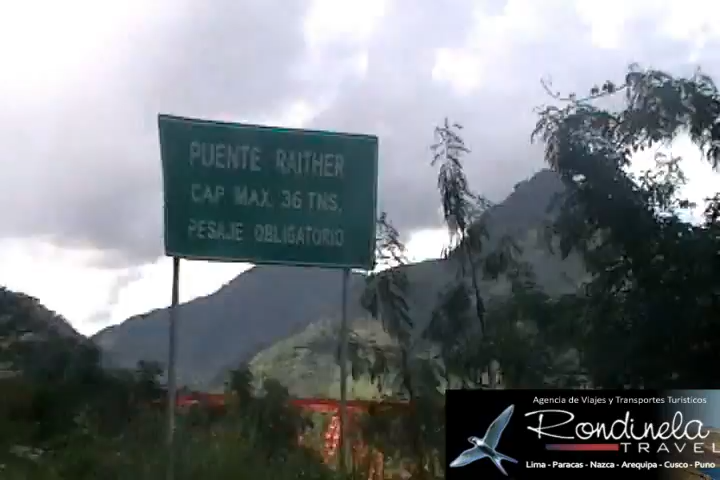 PUENTE RAITHER
CAP MAX. 36 TNS.
PESAJE OBLIGATORIO
Agencia de Viajes y Transportes Turisticos
Rondinela
TRAVEL
Lima - Paracas - Nazca - Arequipa - Cusco - Puno